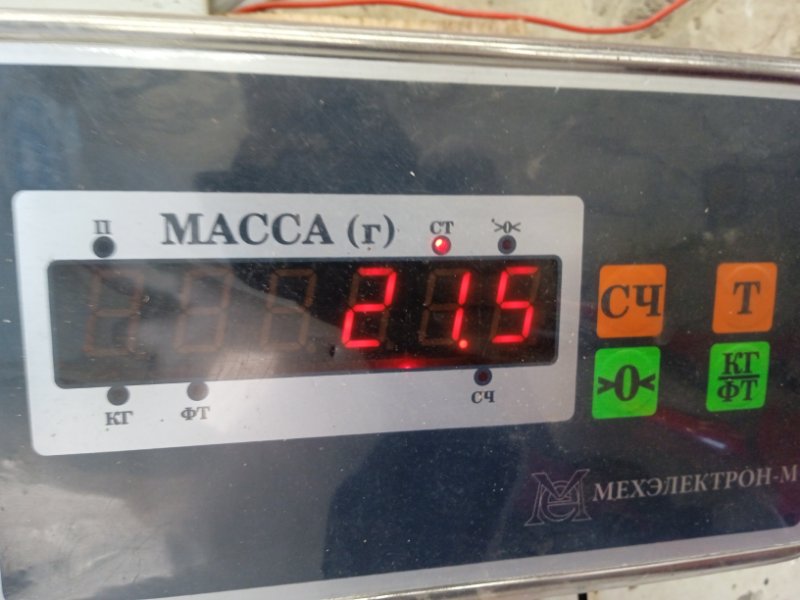 П МАССА (г) СТ >0<
21.5
КГ ФТ СЧ
СЧ Т
>0< КГ/ФТ
МЕХЭЛЕКТРОН-М